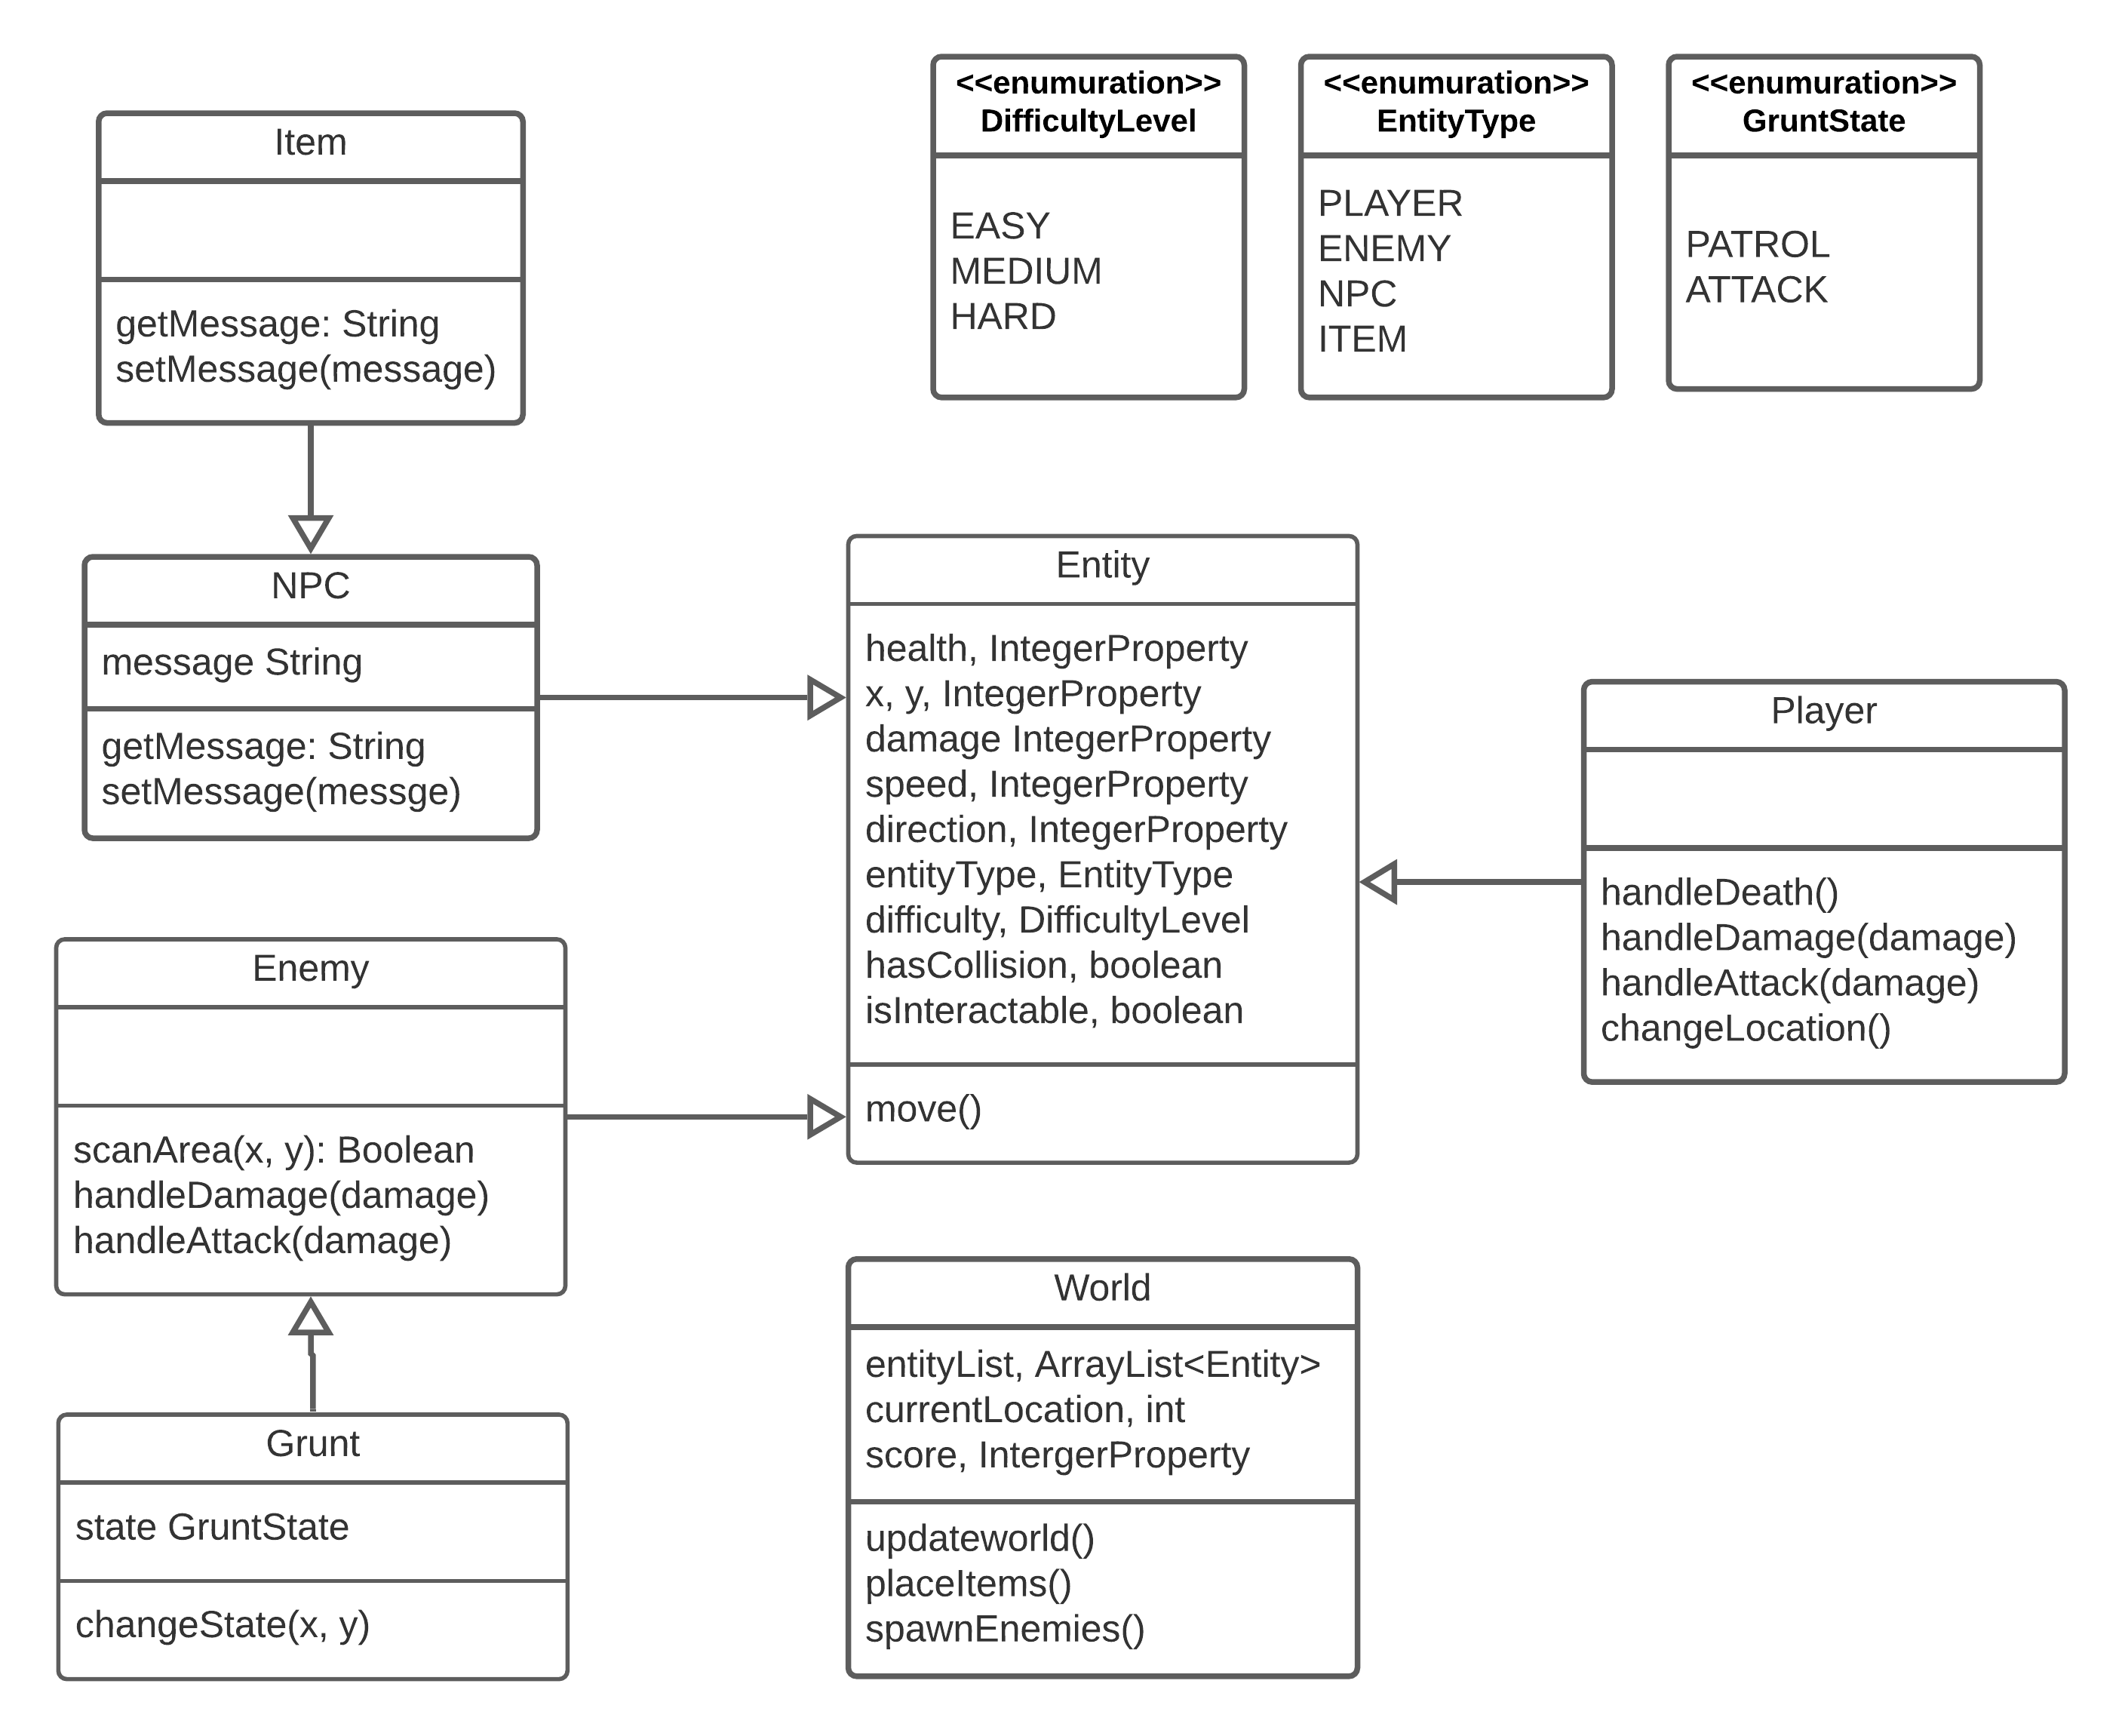 <<enumuration>>
DifficultyLevel
EASY
MEDIUM
HARD
<<enumuration>>
EntityType
PLAYER
ENEMY
NPC
ITEM
<<enumuration>>
GruntState
PATROL
ATTACK
Item
getMessage: String
setMessage(message)
NPC
message String
getMessage: String
setMessage(messge)
Entity
health, IntegerProperty
x, y, IntegerProperty
damage IntegerProperty
speed, IntegerProperty
direction, IntegerProperty
entityType, EntityType
difficulty, DifficultyLevel
hasCollision, boolean
isInteractable, boolean
move()
Player
handleDeath()
handleDamage(damage)
handleAttack(damage)
changeLocation()
Enemy
scanArea(x, y): Boolean
handleDamage(damage)
handleAttack(damage)
Grunt
state GruntState
changeState(x, y)
World
entityList, ArrayList<Entity>
currentLocation, int
score, IntergerProperty
updateworld()
placeItems()
spawnEnemies()